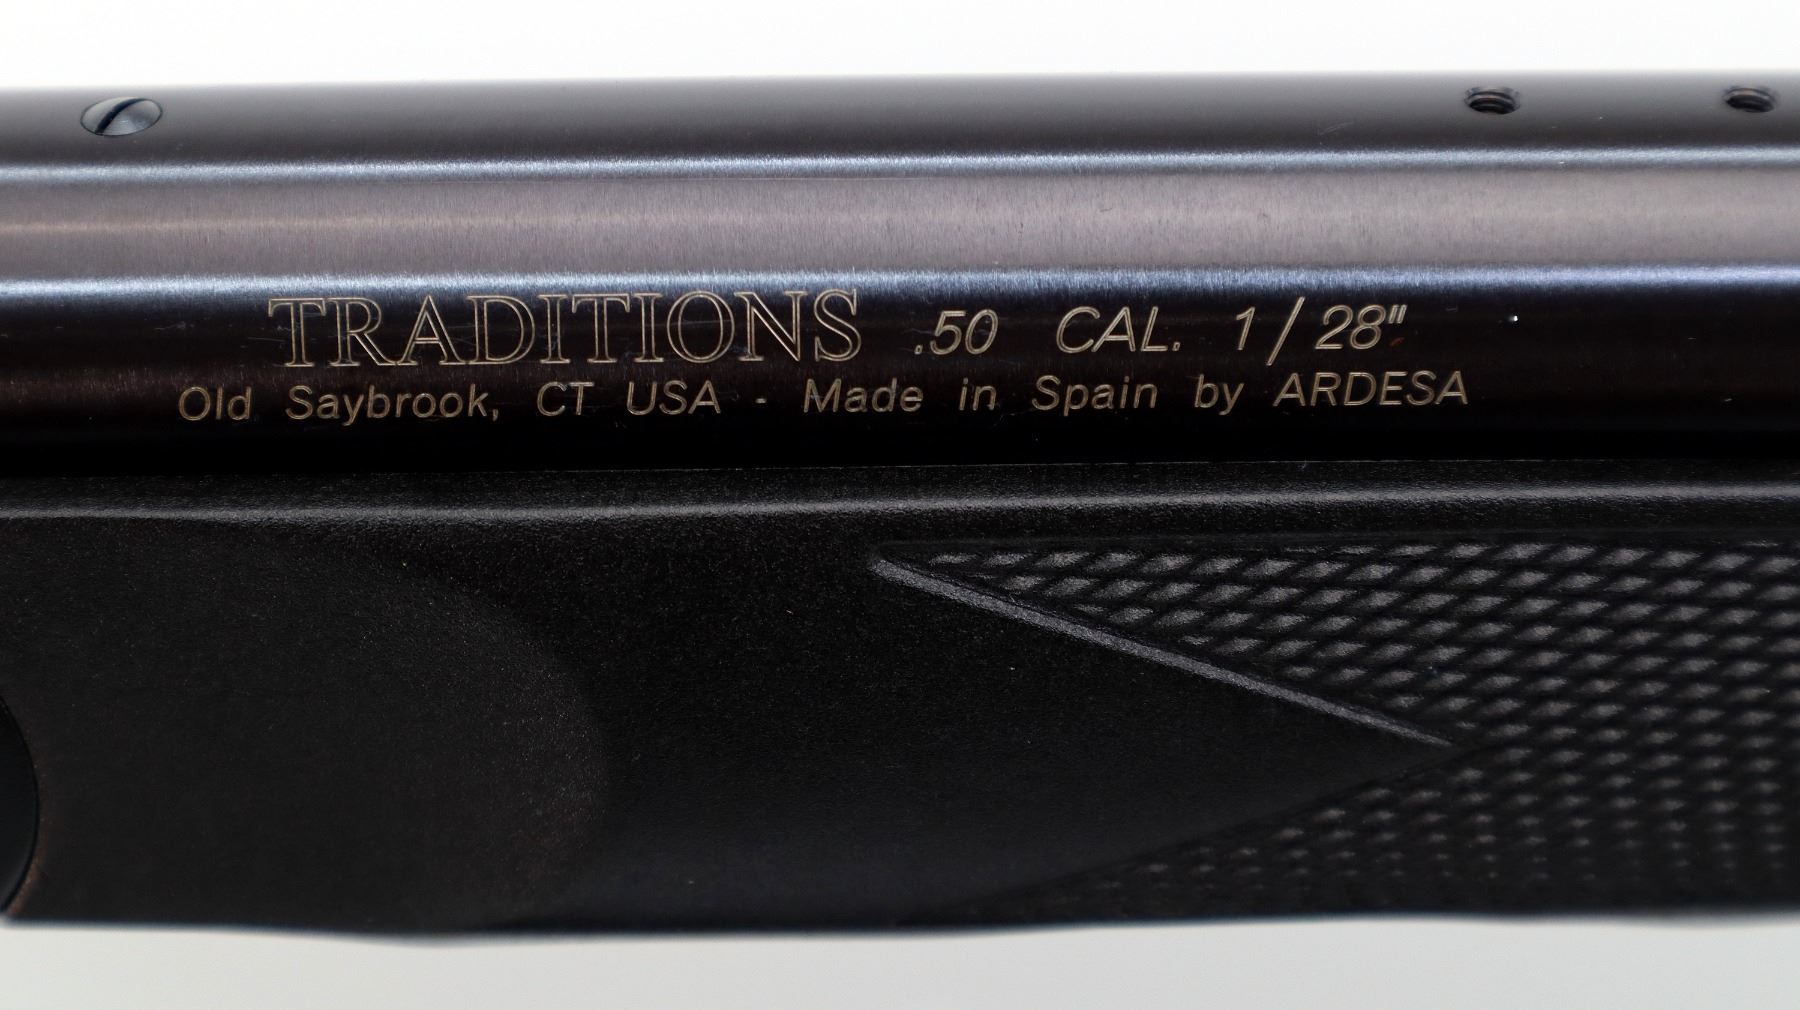 TRADITIONS .50 CAL. 1/28"
Old Saybrook, CT USA - Made in Spain by ARDESA